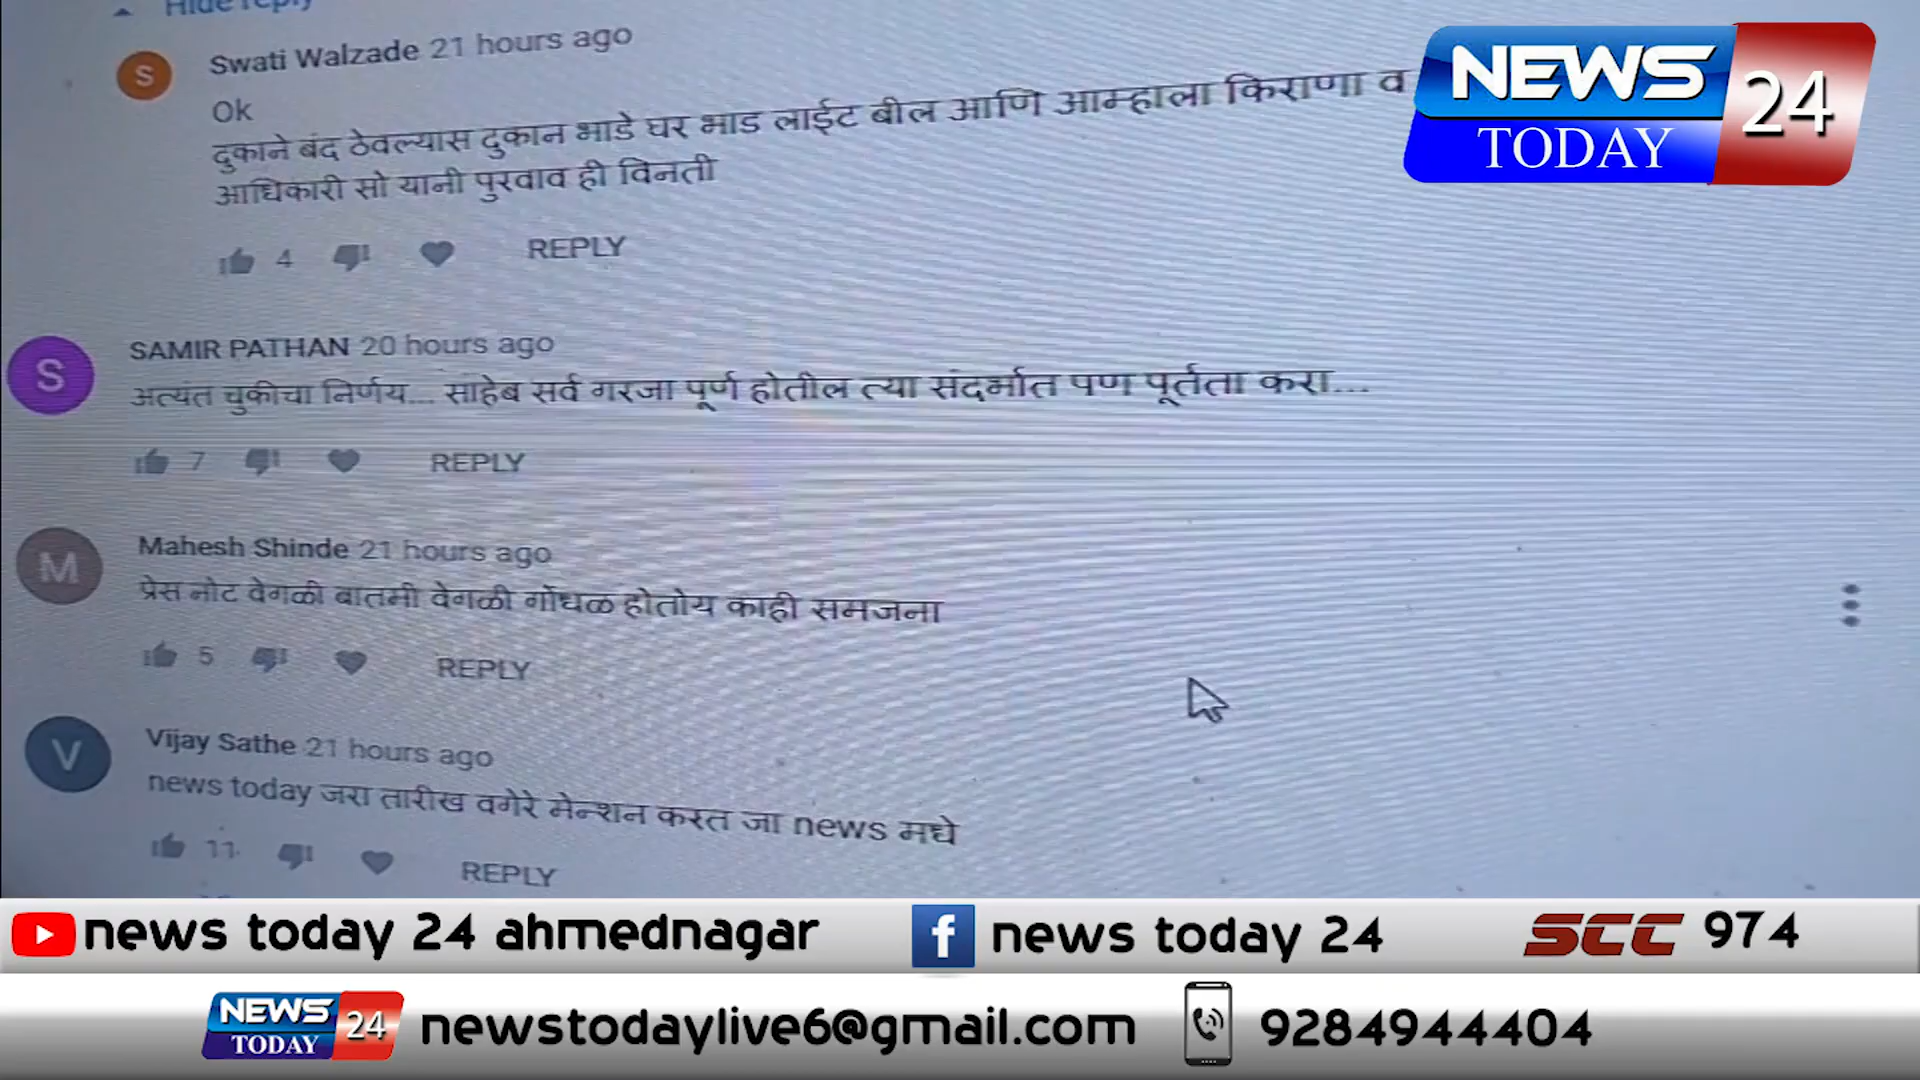 Hide reply
S
Swati Walzade 21 hours ago
Ok
दुकाने बंद ठेवल्यास दुकान भाडे घर भाड लाईट बील आणि आम्हाला किराणा व
आधिकारी सो यानी पुरवाव ही विनती
4 REPLY
NEWS
TODAY
24
S
SAMIR PATHAN 20 hours ago
अत्यंत चुकीचा निर्णय... साहेब सर्व गरजा पूर्ण होतील त्या संदर्भात पण पूर्तता करा...
7 REPLY
M
Mahesh Shinde 21 hours ago
प्रेस नोट वेगळी बातमी वेगळी गोंधळ होतोय काही समजना
5 REPLY
V
Vijay Sathe 21 hours ago
news today जरा तारीख वगेरे मेन्शन करत जा news मधे
11 REPLY
news today 24 ahmednagar f news today 24 SCC 974
NEWS
TODAY
24
newstodaylive6@gmail.com 9284944404